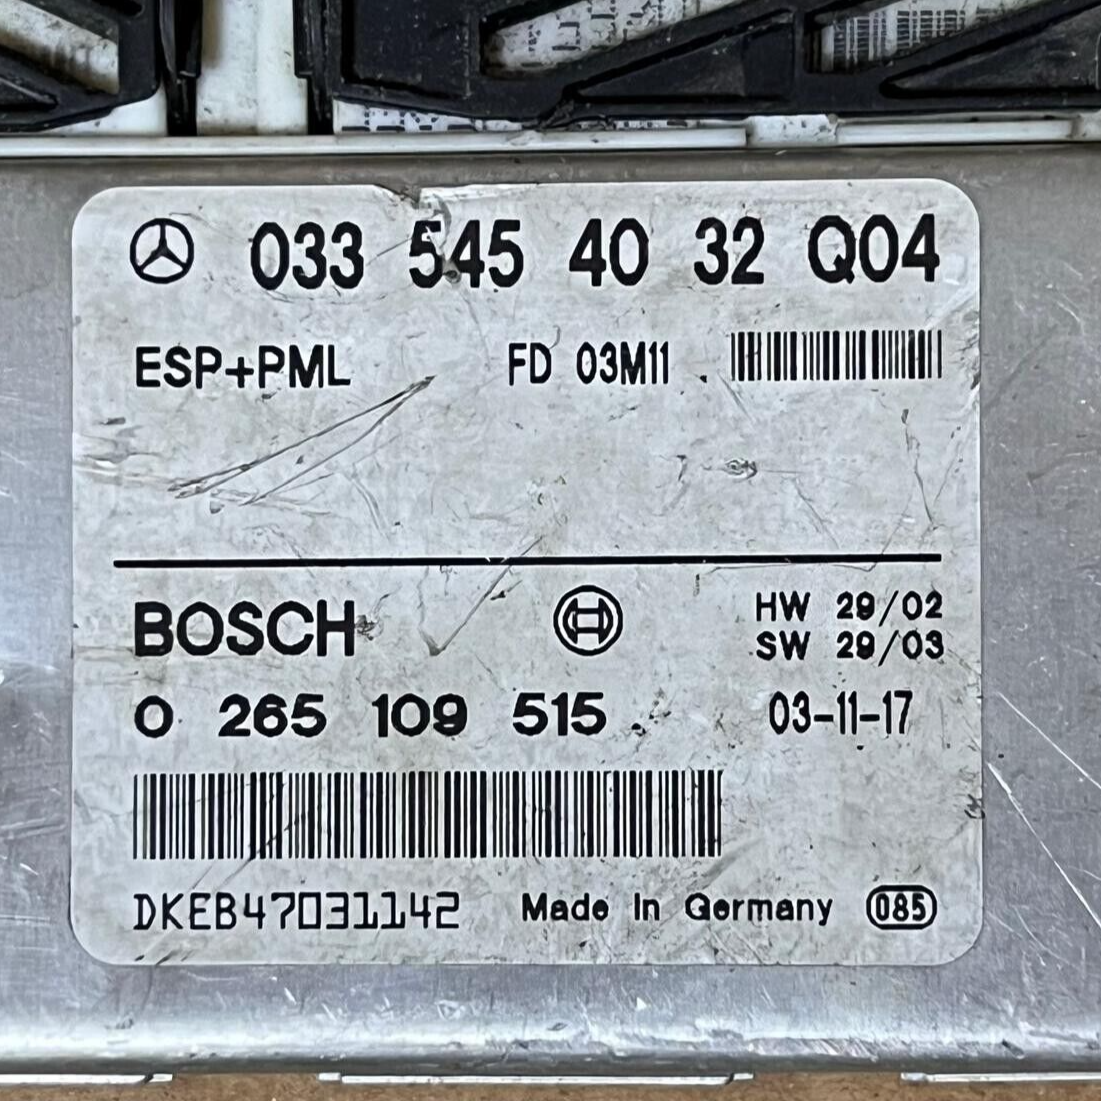 033 545 40 32 Q04
ESP+PML FD 03M11 .
BOSCH HW 29/02
SW 29/03
0 265 109 515 . 03-11-17
DKEB47031142 Made in Germany 085